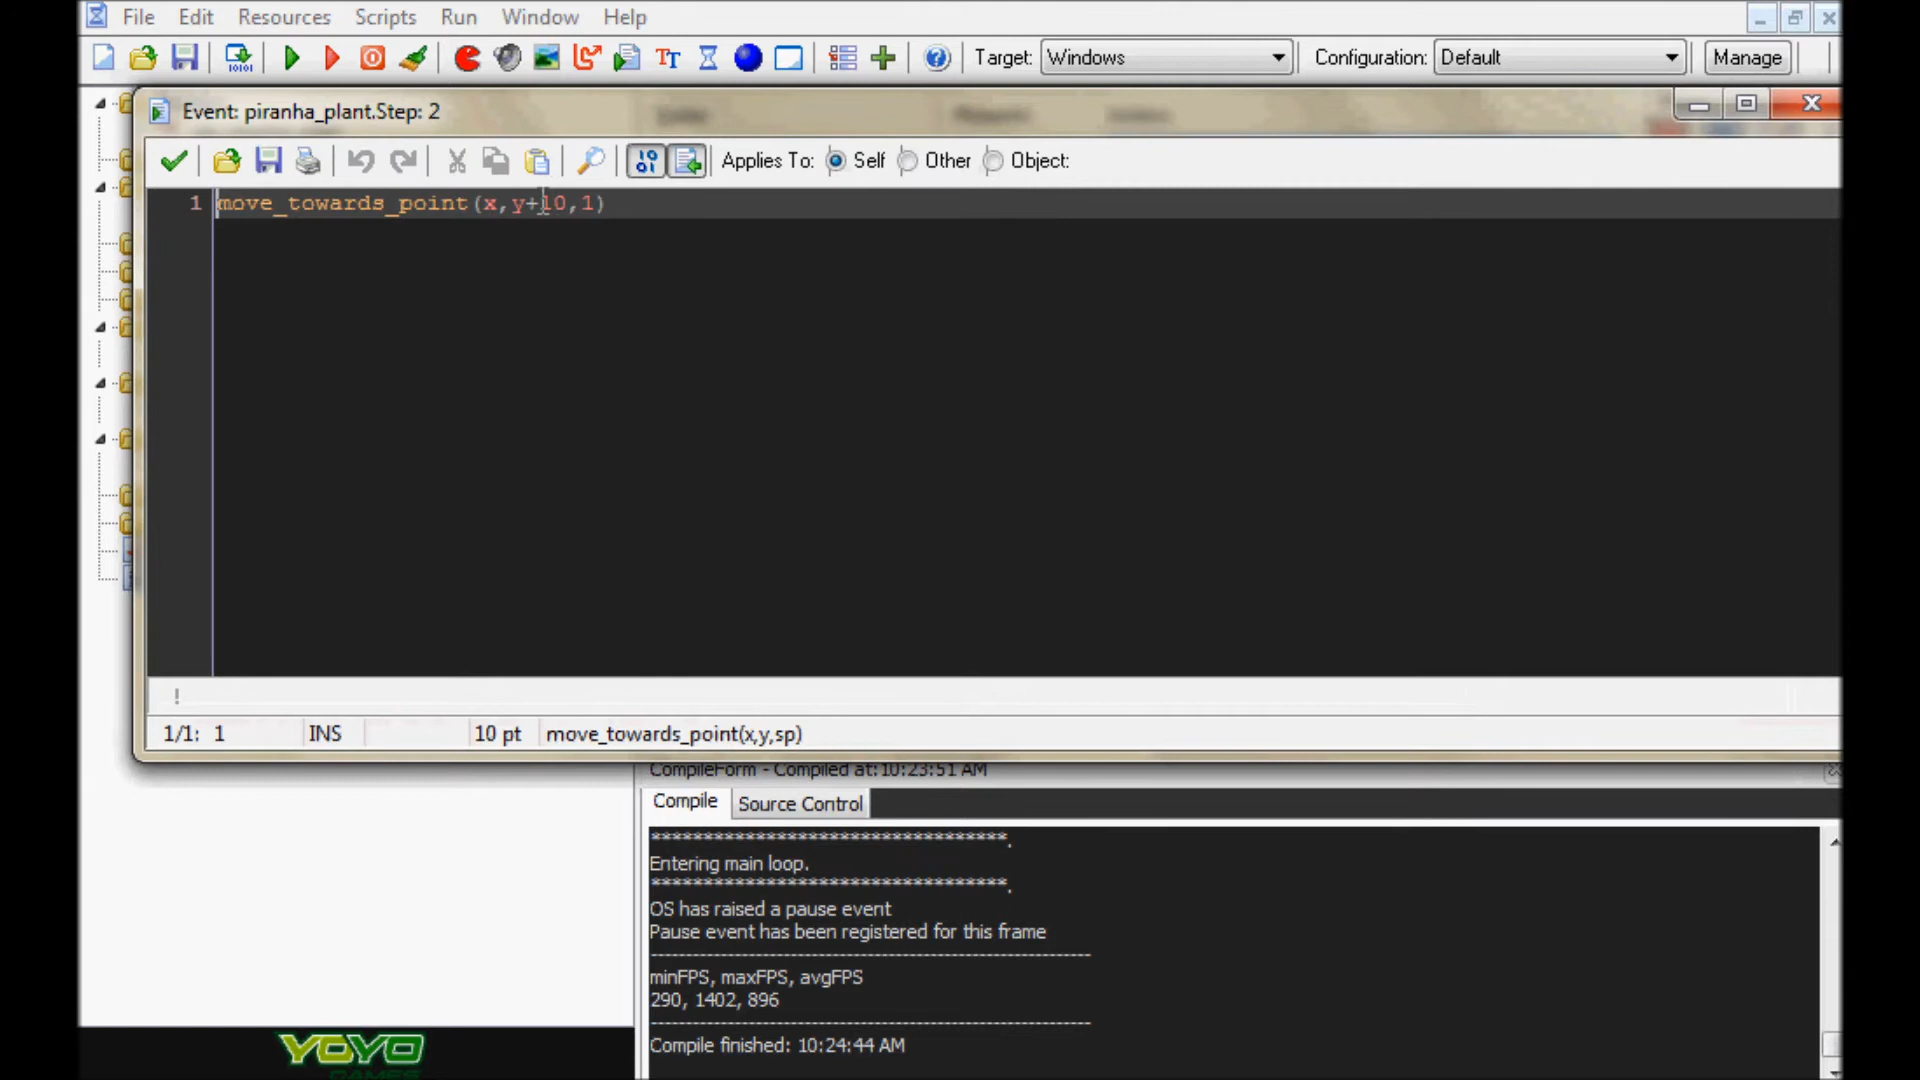 File Edit Resources Scripts Run Window Help
Target: Windows Configuration: Default Manage
Event: piranha_plant.Step: 2
Applies To: Self Other Object:
1 move_towards_point(x,y+10,1)
!
1/1: 1 INS 10 pt move_towards_point(x,y,sp)
CompileForm - Compiled at:10:23:51 AM
Compile Source Control
***********************************.
Entering main loop.
***********************************.
OS has raised a pause event
Pause event has been registered for this frame
minFPS, maxFPS, avgFPS
290, 1402, 896
Compile finished: 10:24:44 AM
YOYO
GAMES